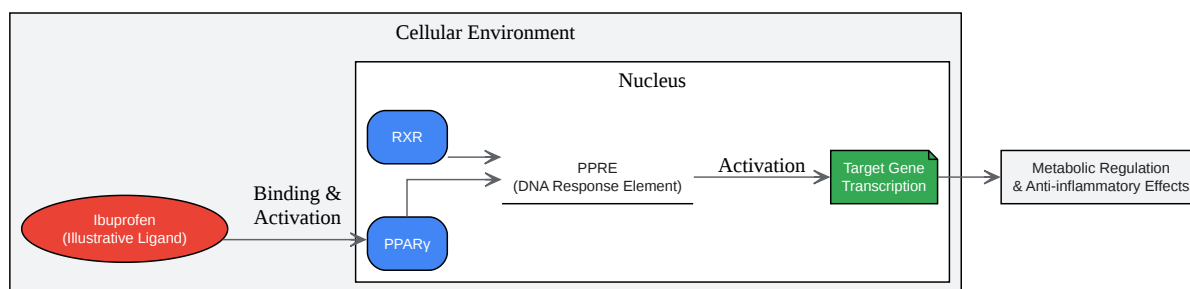 Cellular Environment
Nucleus
RXR
PPRE
(DNA Response Element)
Activation
Target Gene
Transcription
Metabolic Regulation
& Anti-inflammatory Effects
Binding &
Activation
Ibuprofen
(Illustrative Ligand)
PPARγ